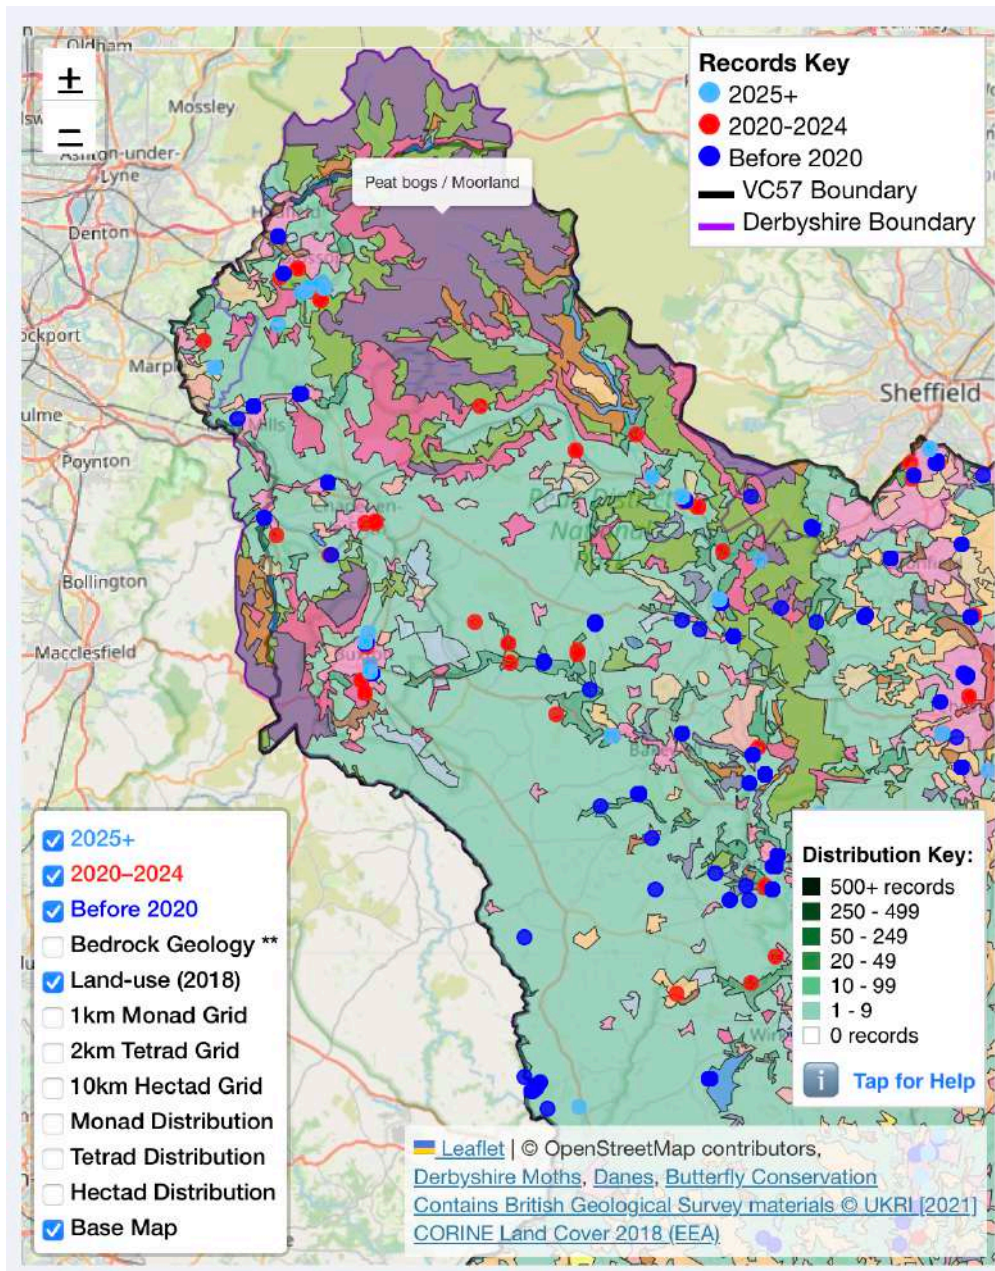 Oldham
+
−
Mossley
Ashton-under-
Lyne
Peat bogs / Moorland
Records Key
2025+
2020-2024
Before 2020
VC57 Boundary
Derbyshire Boundary
Denton
Marp
Sheffield
Poynton
Bollington
Macclesfield
2025+
2020–2024
Before 2020
Bedrock Geology **
Land-use (2018)
1km Monad Grid
2km Tetrad Grid
10km Hectad Grid
Monad Distribution
Tetrad Distribution
Hectad Distribution
Base Map
Distribution Key:
500+ records
250 - 499
50 - 249
20 - 49
10 - 99
1 - 9
0 records
i Tap for Help
Leaflet | © OpenStreetMap contributors,
Derbyshire Moths, Danes, Butterfly Conservation
Contains British Geological Survey materials © UKRI [2021]
CORINE Land Cover 2018 (EEA)